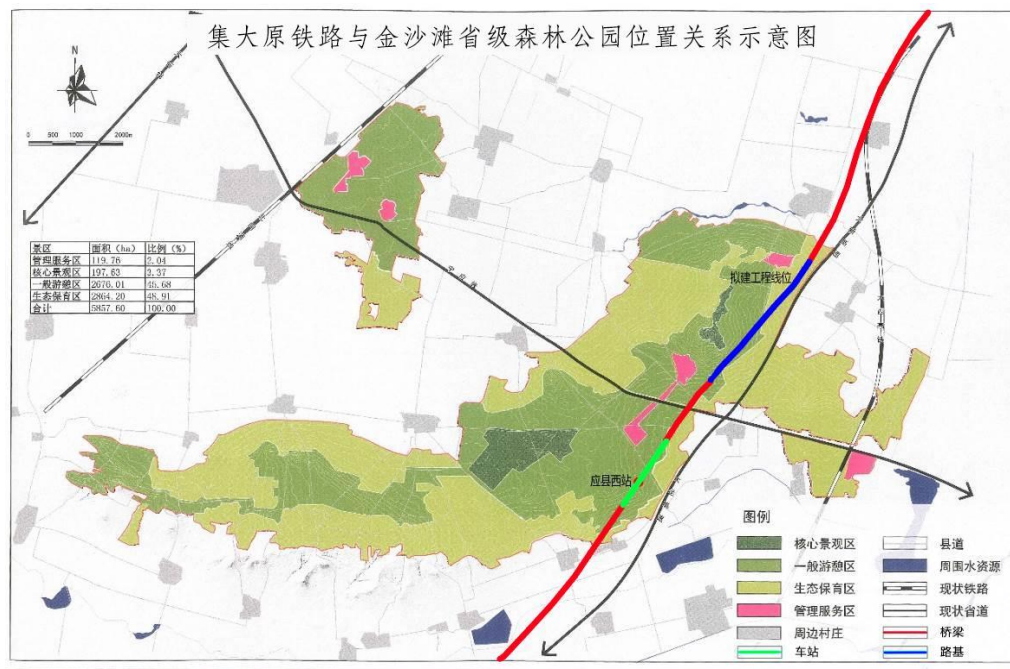 集大原铁路与金沙滩省级森林公园位置关系示意图
N
0 500 1000 2000m
景区 面积(ha) 比例(%)
管理服务区 119.76 2.04
核心景观区 197.63 3.37
一般游憩区 2676.01 45.68
生态保育区 2864.20 48.91
合计 5857.60 100.00
拟建工程线位
应县西站
图例
核心景观区 县道
一般游憩区 周围水资源
生态保育区 现状铁路
管理服务区 现状省道
周边村庄 桥梁
车站 路基